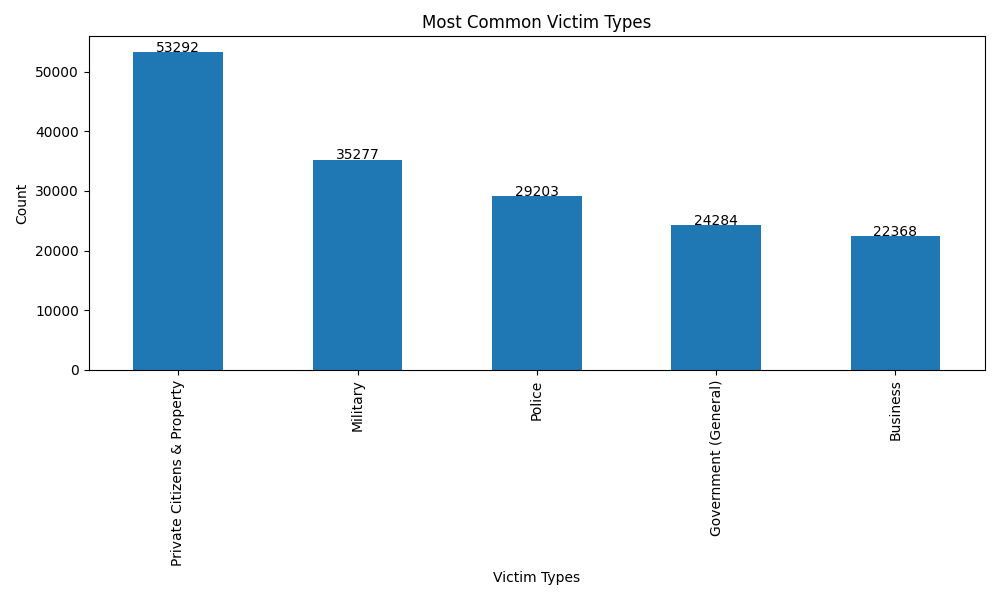 Most Common Victim Types
53292
35277
29203
24284
22368
50000
40000
30000
20000
10000
0
Count
Private Citizens & Property
Military
Police
Government (General)
Business
Victim Types